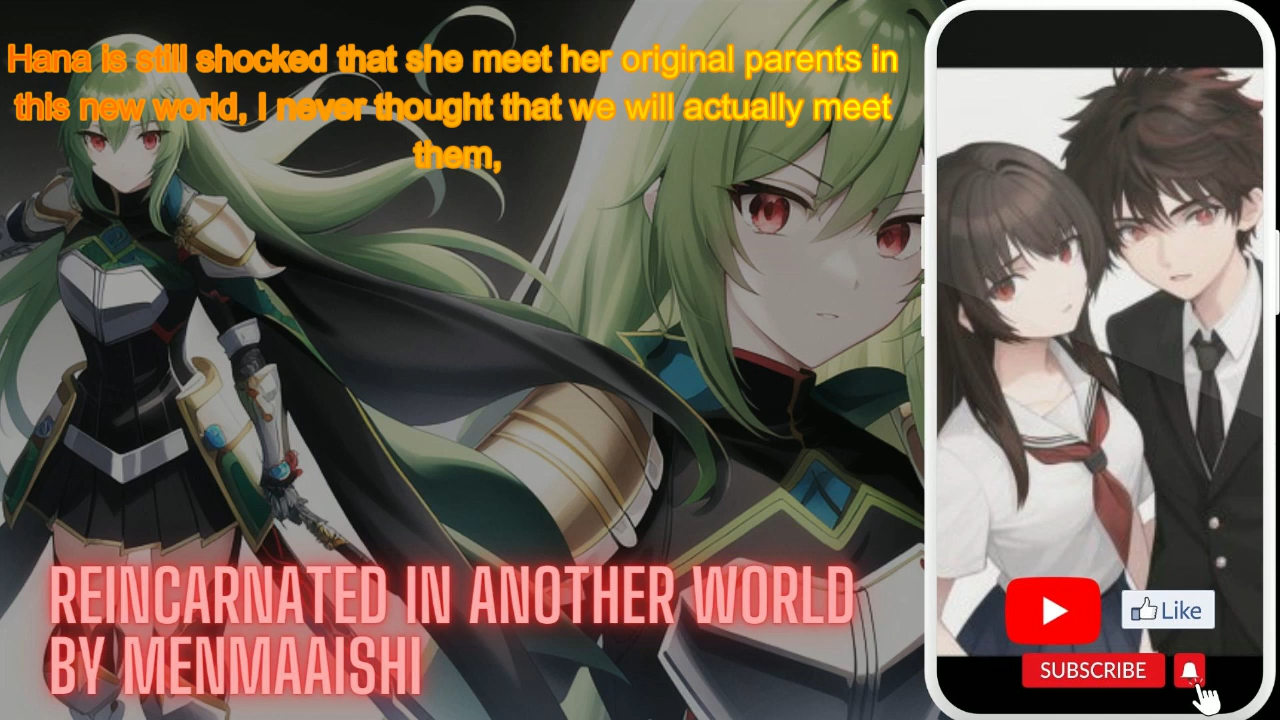 Hana is still shocked that she meet her original parents in
this new world, I never thought that we will actually meet
them,
REINCARNATED IN ANOTHER WORLD
BY MENMAAISHI
Like
SUBSCRIBE